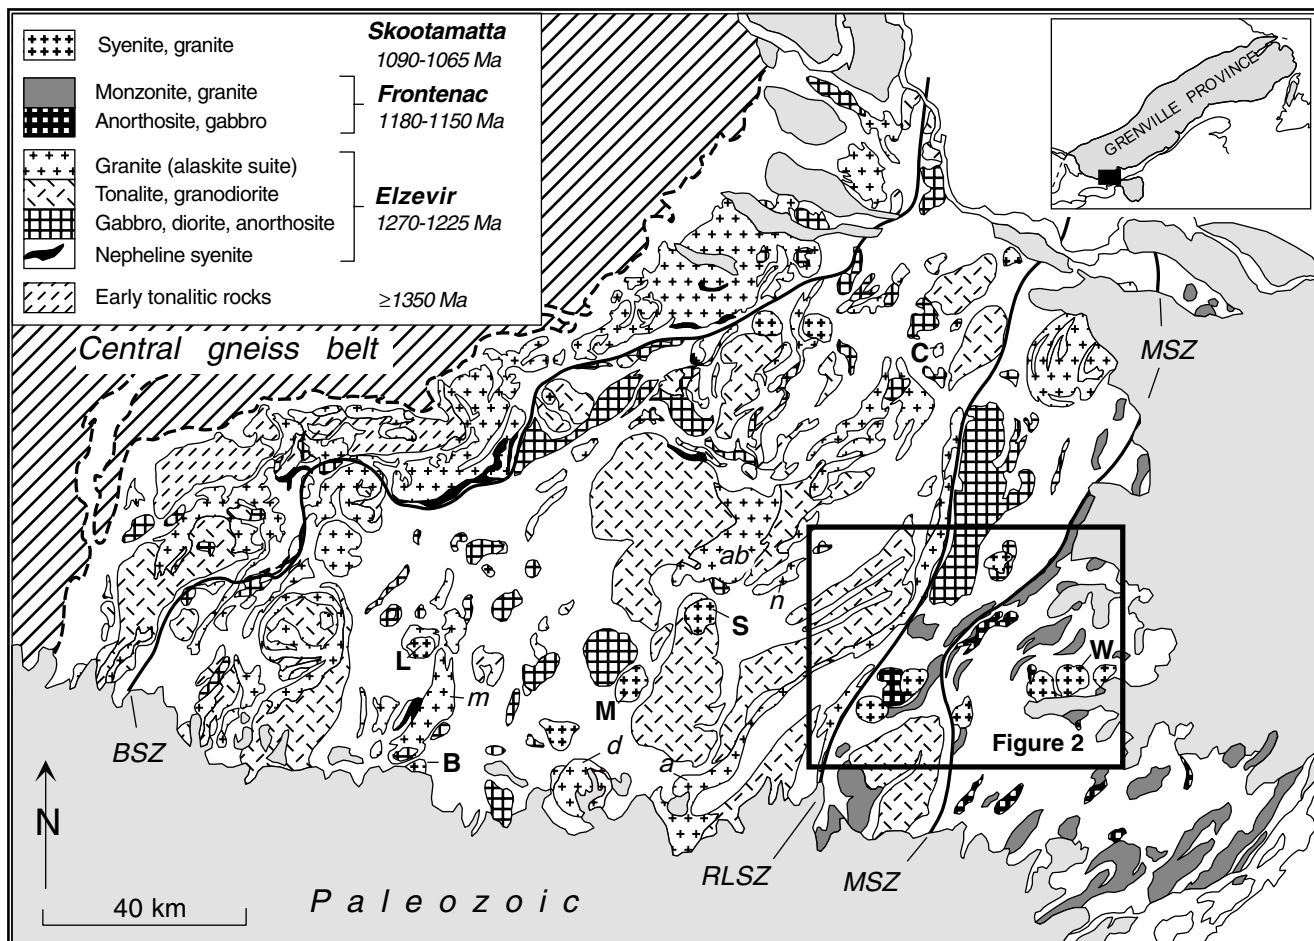 Syenite, granite
Skootamatta
1090-1065 Ma
Monzonite, granite
Anorthosite, gabbro
Frontenac
1180-1150 Ma
Granite (alaskite suite)
Tonalite, granodiorite
Gabbro, diorite, anorthosite
Nepheline syenite
Elzevir
1270-1225 Ma
Early tonalitic rocks
≥1350 Ma
GRENVILLE PROVINCE
Central gneiss belt
MSZ
C
ab
n
S
L
W
m
M
Figure 2
BSZ
B
d
a
N
RLSZ
MSZ
40 km
Paleozoic